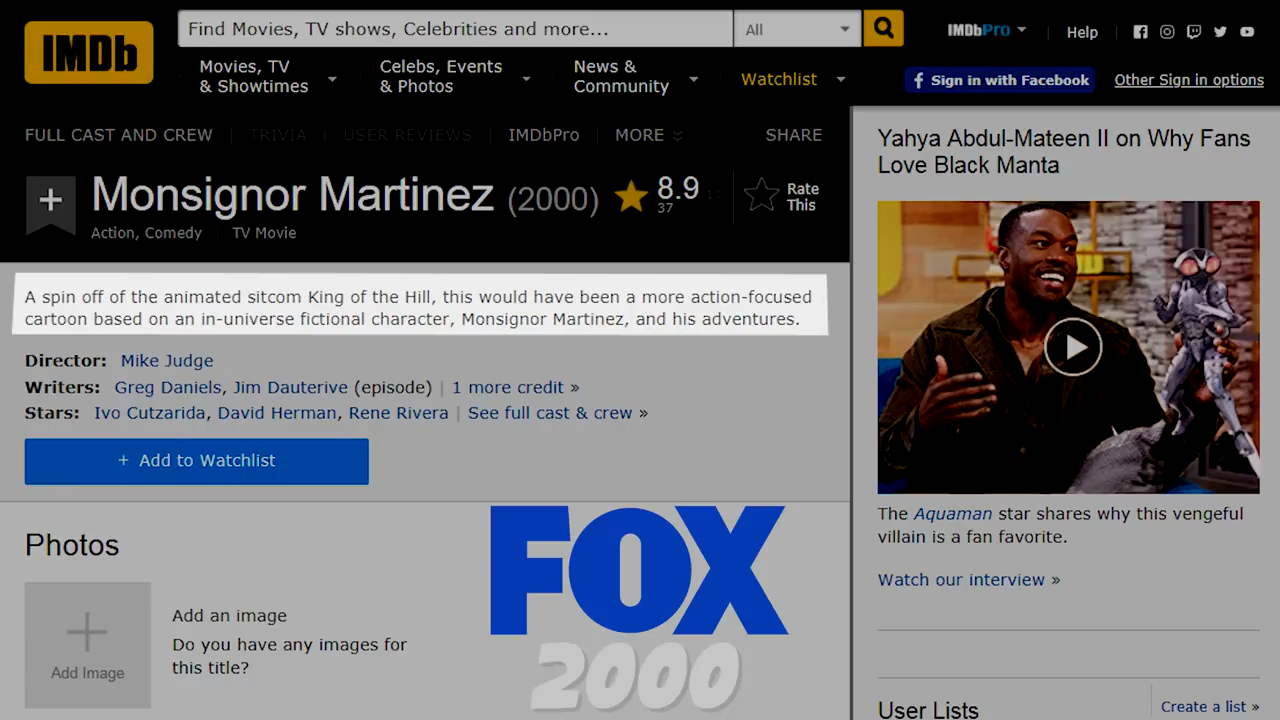 IMDb
Find Movies, TV shows, Celebrities and more...
All
IMDbPro
Help
Movies, TV
& Showtimes
Celebs, Events
& Photos
News &
Community
Watchlist
Sign in with Facebook
Other Sign in options
FULL CAST AND CREW
TRIVIA
USER REVIEWS
IMDbPro
MORE
SHARE
Monsignor Martinez (2000)
8.9
37
Rate
This
Action, Comedy
TV Movie
A spin off of the animated sitcom King of the Hill, this would have been a more action-focused
cartoon based on an in-universe fictional character, Monsignor Martinez, and his adventures.
Director: Mike Judge
Writers: Greg Daniels, Jim Dauterive (episode) | 1 more credit »
Stars: Ivo Cutzarida, David Herman, Rene Rivera | See full cast & crew »
+ Add to Watchlist
Photos
Add Image
Add an image
Do you have any images for
this title?
FOX
2000
Yahya Abdul-Mateen II on Why Fans
Love Black Manta
The Aquaman star shares why this vengeful
villain is a fan favorite.
Watch our interview »
User Lists
Create a list »